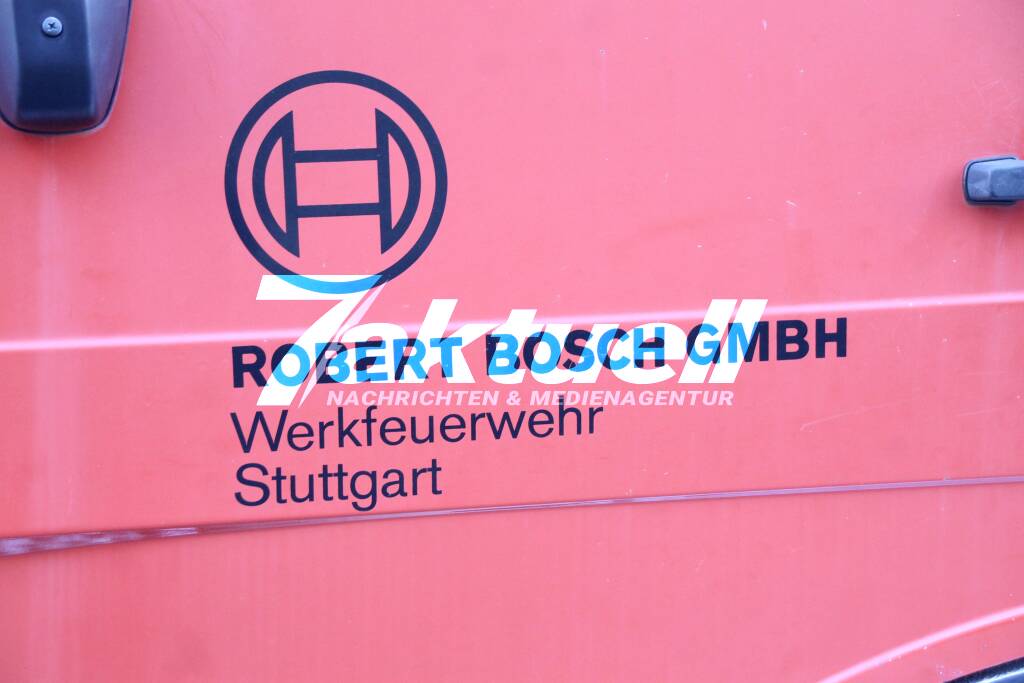 7aktuell
ROBERT BOSCH GMBH
NACHRICHTEN & MEDIENAGENTUR
Werkfeuerwehr
Stuttgart